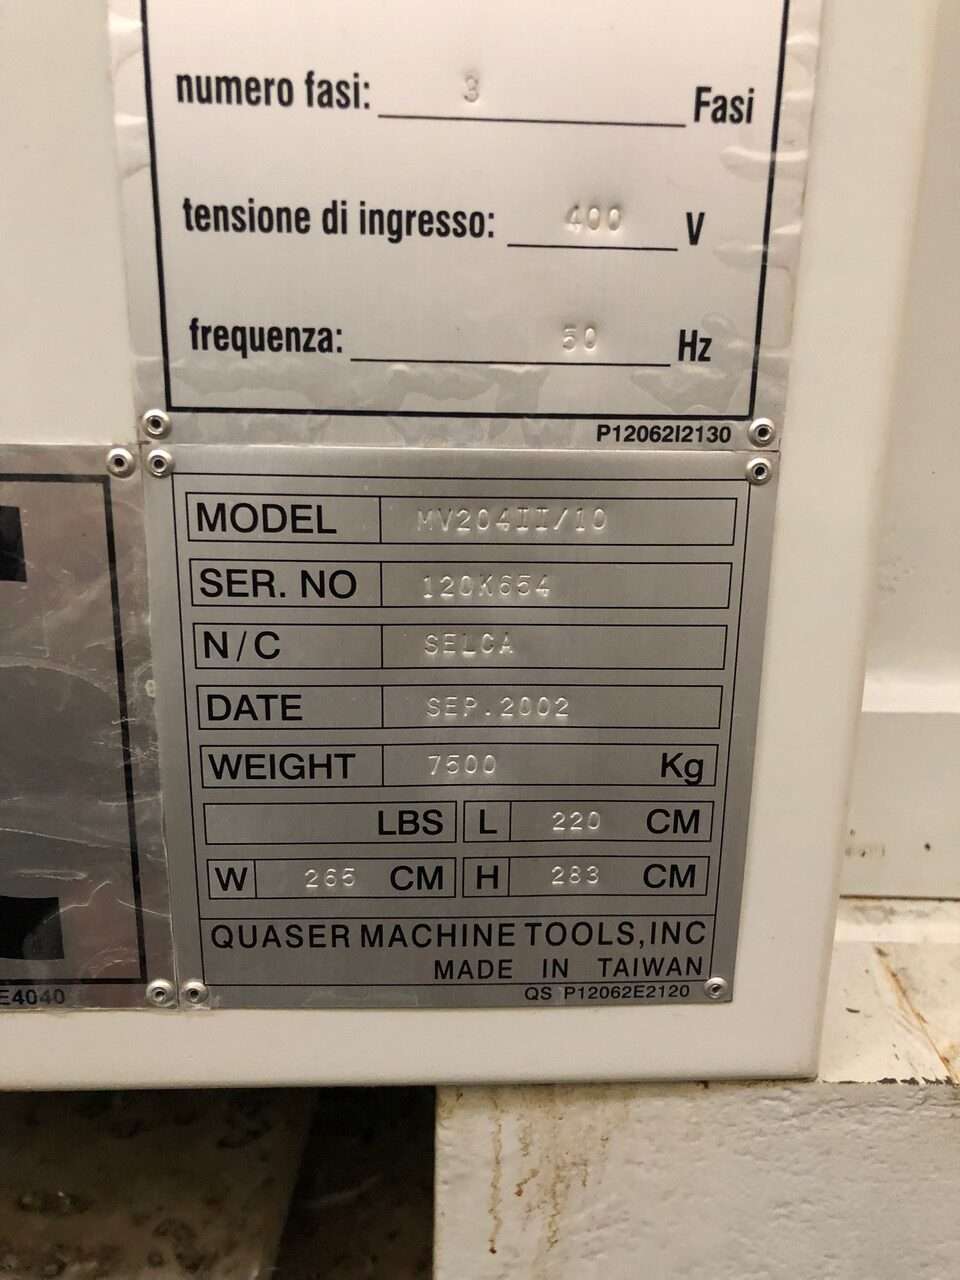 numero fasi: 3 Fasi
tensione di ingresso: 400 V
frequenza: 50 Hz
P12062I2130
MODEL MV204II/10
SER. NO 120K654
N/C SELCA
DATE SEP.2002
WEIGHT 7500 Kg
LBS L 220 CM
W 265 CM H 283 CM
QUASER MACHINE TOOLS,INC
MADE IN TAIWAN
QS P12062E2120
E4040